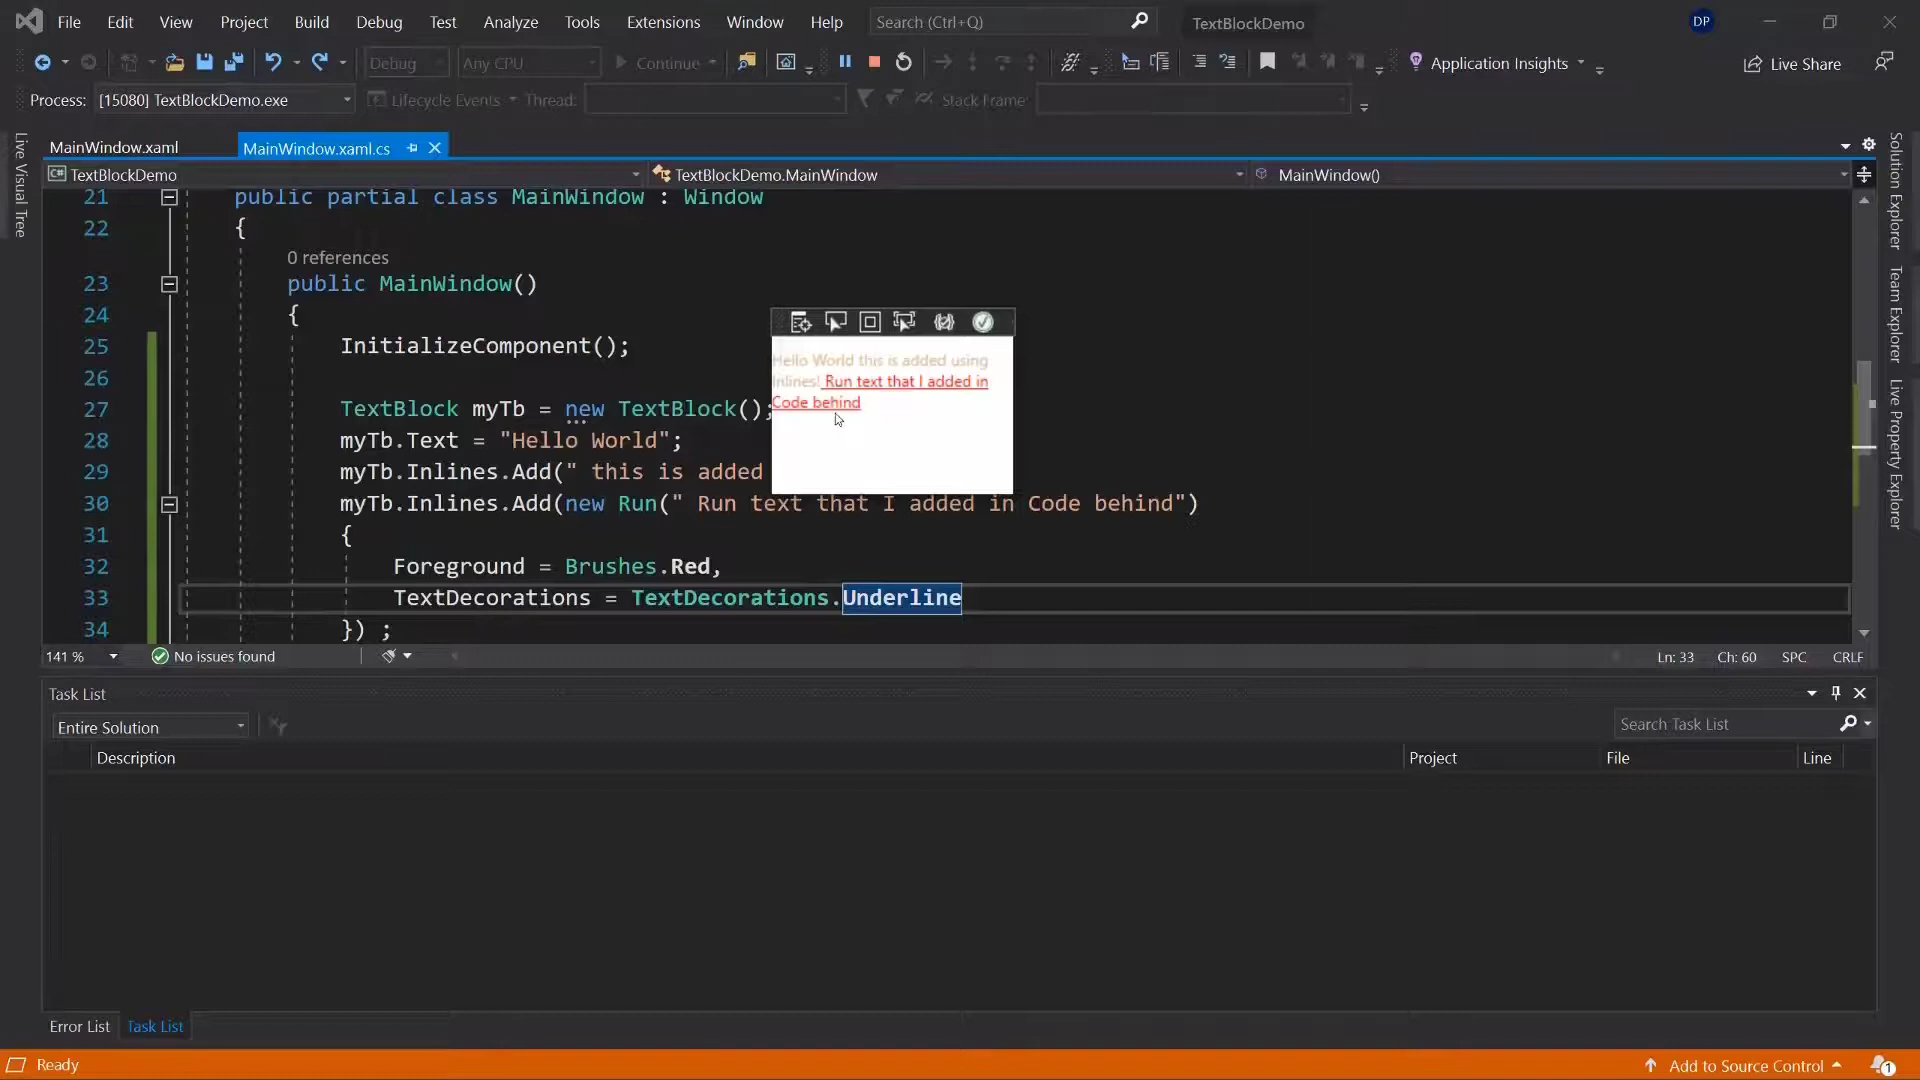 File Edit View Project Build Debug Test Analyze Tools Extensions Window Help Search (Ctrl+Q) TextBlockDemo DP
Debug Any CPU Continue Application Insights Live Share
Process: [15080] TextBlockDemo.exe Lifecycle Events Thread: Stack Frame:
MainWindow.xaml MainWindow.xaml.cs
TextBlockDemo TextBlockDemo.MainWindow MainWindow()
Live Visual Tree
Solution Explorer
Team Explorer
Live Property Explorer
21 public partial class MainWindow : Window
22 {
0 references
23 public MainWindow()
24 {
25 InitializeComponent();
26
27 TextBlock myTb = new TextBlock();
28 myTb.Text = "Hello World";
29 myTb.Inlines.Add(" this is added
30 myTb.Inlines.Add(new Run(" Run text that I added in Code behind")
31 {
32 Foreground = Brushes.Red,
33 TextDecorations = TextDecorations.Underline
34 }) ;
Hello World this is added using
Inlines! Run text that I added in
Code behind
141 % No issues found Ln: 33 Ch: 60 SPC CRLF
Task List
Entire Solution Search Task List
Description Project File Line
Error List Task List
Ready Add to Source Control 1